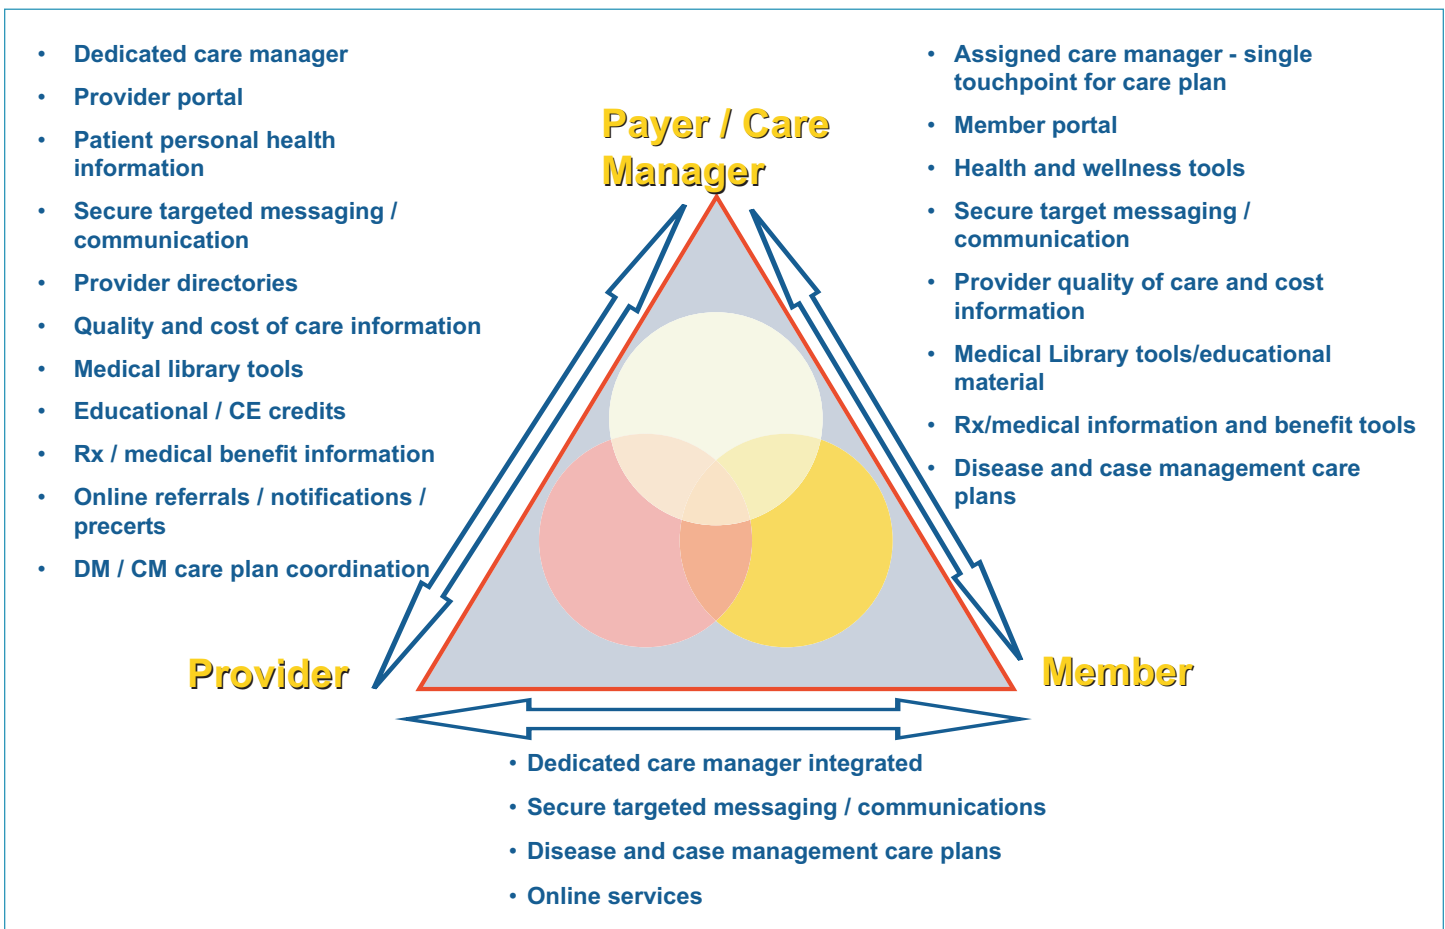 • Dedicated care manager
• Provider portal
• Patient personal health
information
• Secure targeted messaging /
communication
• Provider directories
• Quality and cost of care information
• Medical library tools
• Educational / CE credits
• Rx / medical benefit information
• Online referrals / notifications /
precerts
• DM / CM care plan coordination
Payer / Care
Manager
• Assigned care manager - single
touchpoint for care plan
• Member portal
• Health and wellness tools
• Secure target messaging /
communication
• Provider quality of care and cost
information
• Medical Library tools/educational
material
• Rx/medical information and benefit tools
• Disease and case management care
plans
Provider
Member
• Dedicated care manager integrated
• Secure targeted messaging / communications
• Disease and case management care plans
• Online services